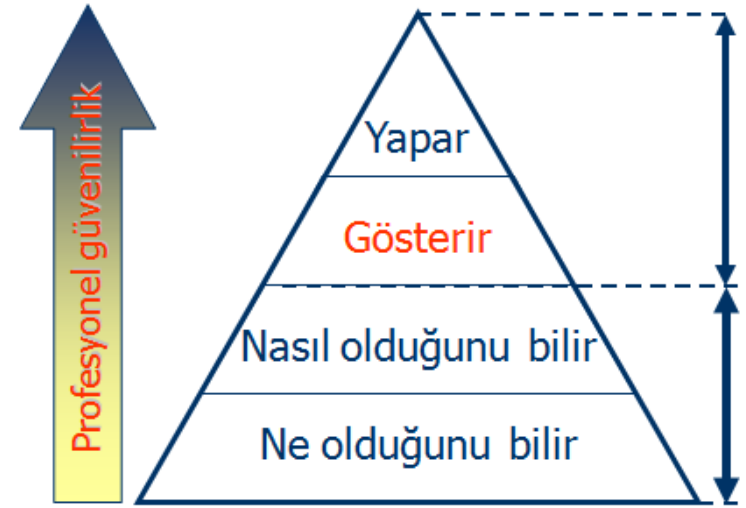 Profesyonel güvenilirlik
Yapar
Gösterir
Nasıl olduğunu bilir
Ne olduğunu bilir